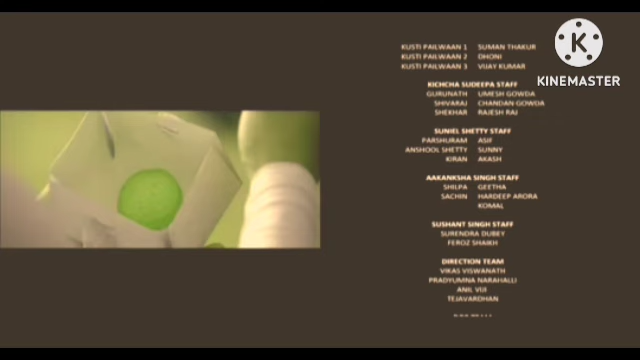 KUSTI PAILWAAN 1 SUMAN THAKUR
KUSTI PAILWAAN 2 DHONI
KUSTI PAILWAAN 3 VIJAY KUMAR
KICHCHA SUDEEPA STAFF
GURUNATH UMESH GOWDA
SHIVARAJ CHANDAN GOWDA
SHEKHAR RAJESH RAJ
SUNIEL SHETTY STAFF
PARSHURAM ASIF
ANSHOOL SHETTY SUNNY
KIRAN AKASH
AAKANKSHA SINGH STAFF
SHILPA GEETHA
SACHIN HARDEEP ARORA
KOMAL
SUSHANT SINGH STAFF
SURENDRA DUBEY
FEROZ SHAIKH
DIRECTION TEAM
VIKAS VISWANATH
PRADYUMNA NARAHALLI
ANIL VIJI
TEJAVARDHAN
K
KINEMASTER